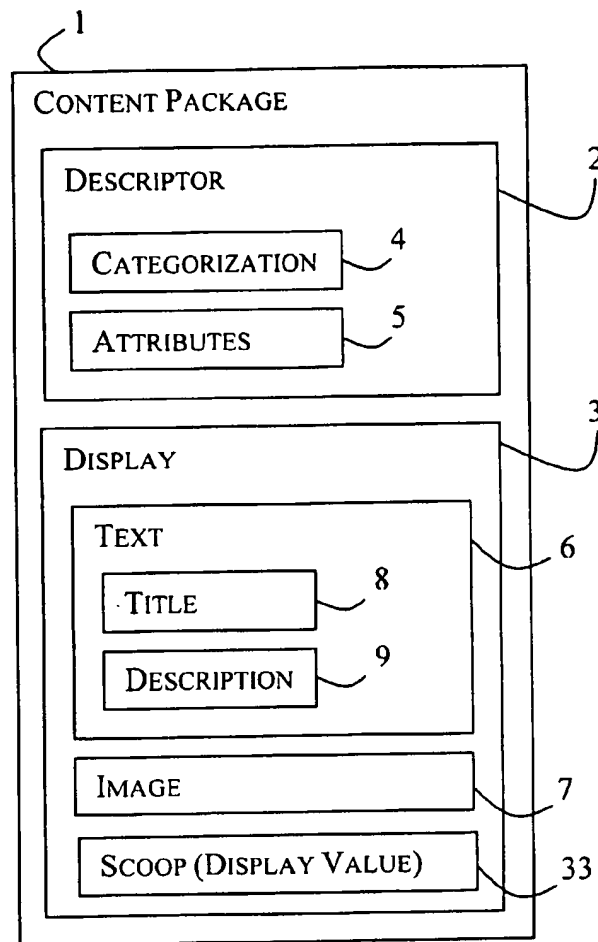 1
CONTENT PACKAGE
2
DESCRIPTOR
4
CATEGORIZATION
5
ATTRIBUTES
3
DISPLAY
TEXT
6
8
TITLE
9
DESCRIPTION
IMAGE
7
SCOOP (DISPLAY VALUE)
33